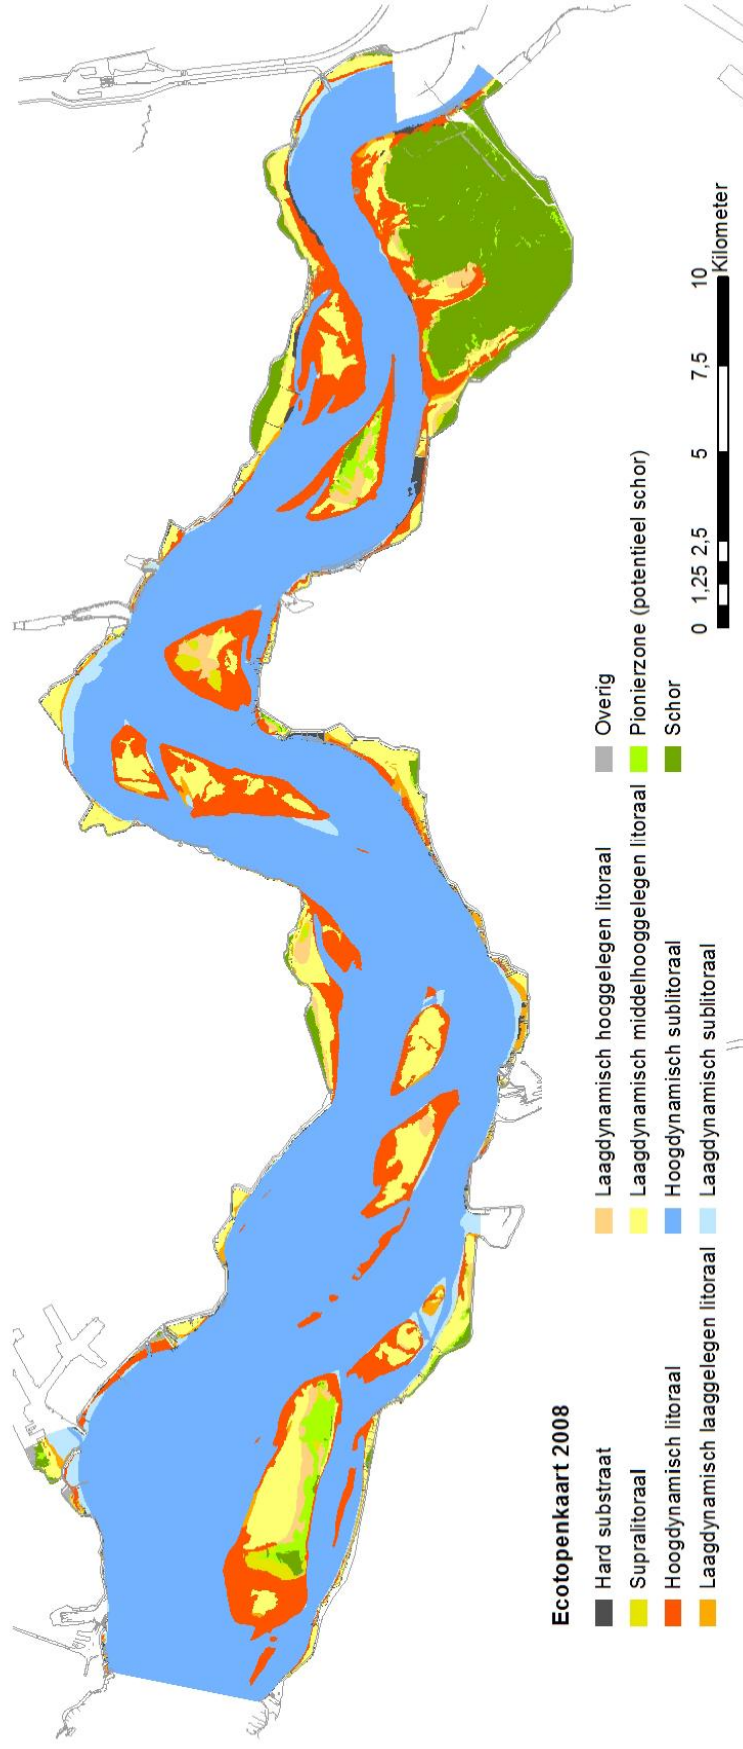 Ecotopenkaart 2008
Hard substraat
Supralitoraal
Hoogdynamisch litoraal
Laagdynamisch laaggelegen litoraal
Laagdynamisch hooggelegen litoraal
Laagdynamisch middelhooggelegen litoraal
Hoogdynamisch sublitoraal
Laagdynamisch sublitoraal
Overig
Pionierzone (potentieel schor)
Schor
0 1,25 2,5 5 7,5 10
Kilometer